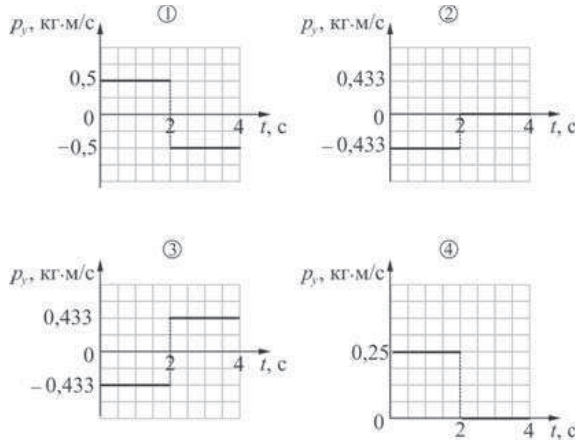 ①
p_y, кг·м/с
0,5
0
2
4
t, с
–0,5
②
p_y, кг·м/с
0,433
0
2
4
t, с
–0,433
③
p_y, кг·м/с
0,433
0
2
4
t, с
–0,433
④
p_y, кг·м/с
0,25
0
2
4
t, с